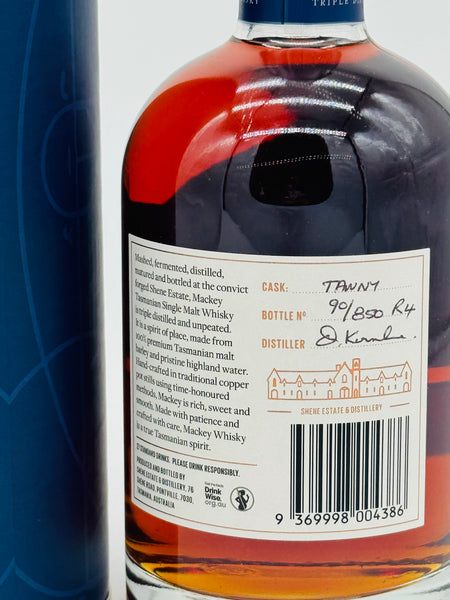 TRIPLE
Mashed, fermented, distilled,
matured and bottled at the convict
forged Shene Estate, Mackey
Tasmanian Single Malt Whisky
is triple distilled and unpeated.
It is a spirit of place, made from
100% premium Tasmanian malt
barley and pristine highland water.
Hand-crafted in traditional copper
pot stills using time-honoured
methods, Mackey is rich, sweet and
smooth. Made with patience and
crafted with care, Mackey Whisky
is a true Tasmanian spirit.
STANDARD DRINKS. PLEASE DRINK RESPONSIBLY.
PRODUCED AND BOTTLED BY
SHENE ESTATE & DISTILLERY, 76
SHENE ROAD, PONTVILLE, 7030,
TASMANIA, AUSTRALIA
Drink
Wise.
org.au
CASK: TAWNY
BOTTLE Nº 90/850 R4
DISTILLER
SHENE ESTATE & DISTILLERY
9 369998 004386